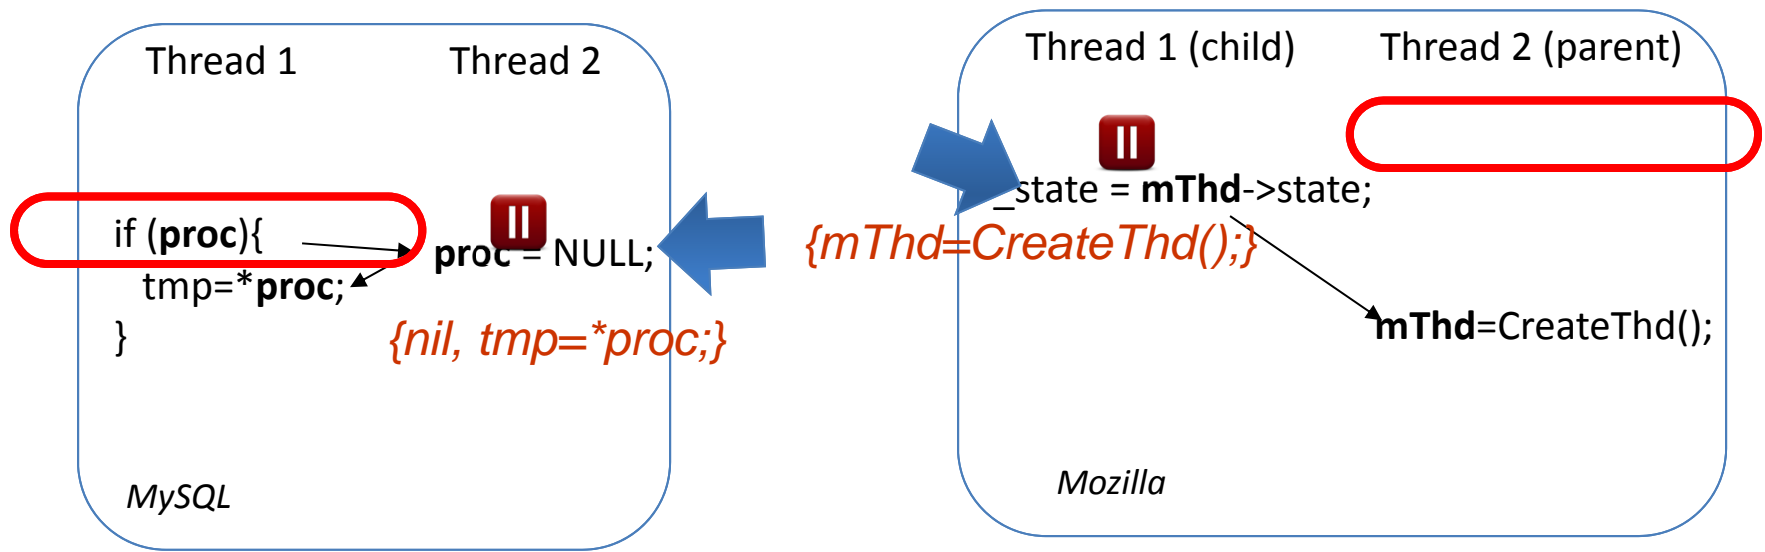 Thread 1 Thread 2
if (proc){
proc = NULL;
tmp=*proc;
}
{nil, tmp=*proc;}
MySQL
Thread 1 (child) Thread 2 (parent)
_state = mThd->state;
{mThd=CreateThd();}
mThd=CreateThd();
Mozilla